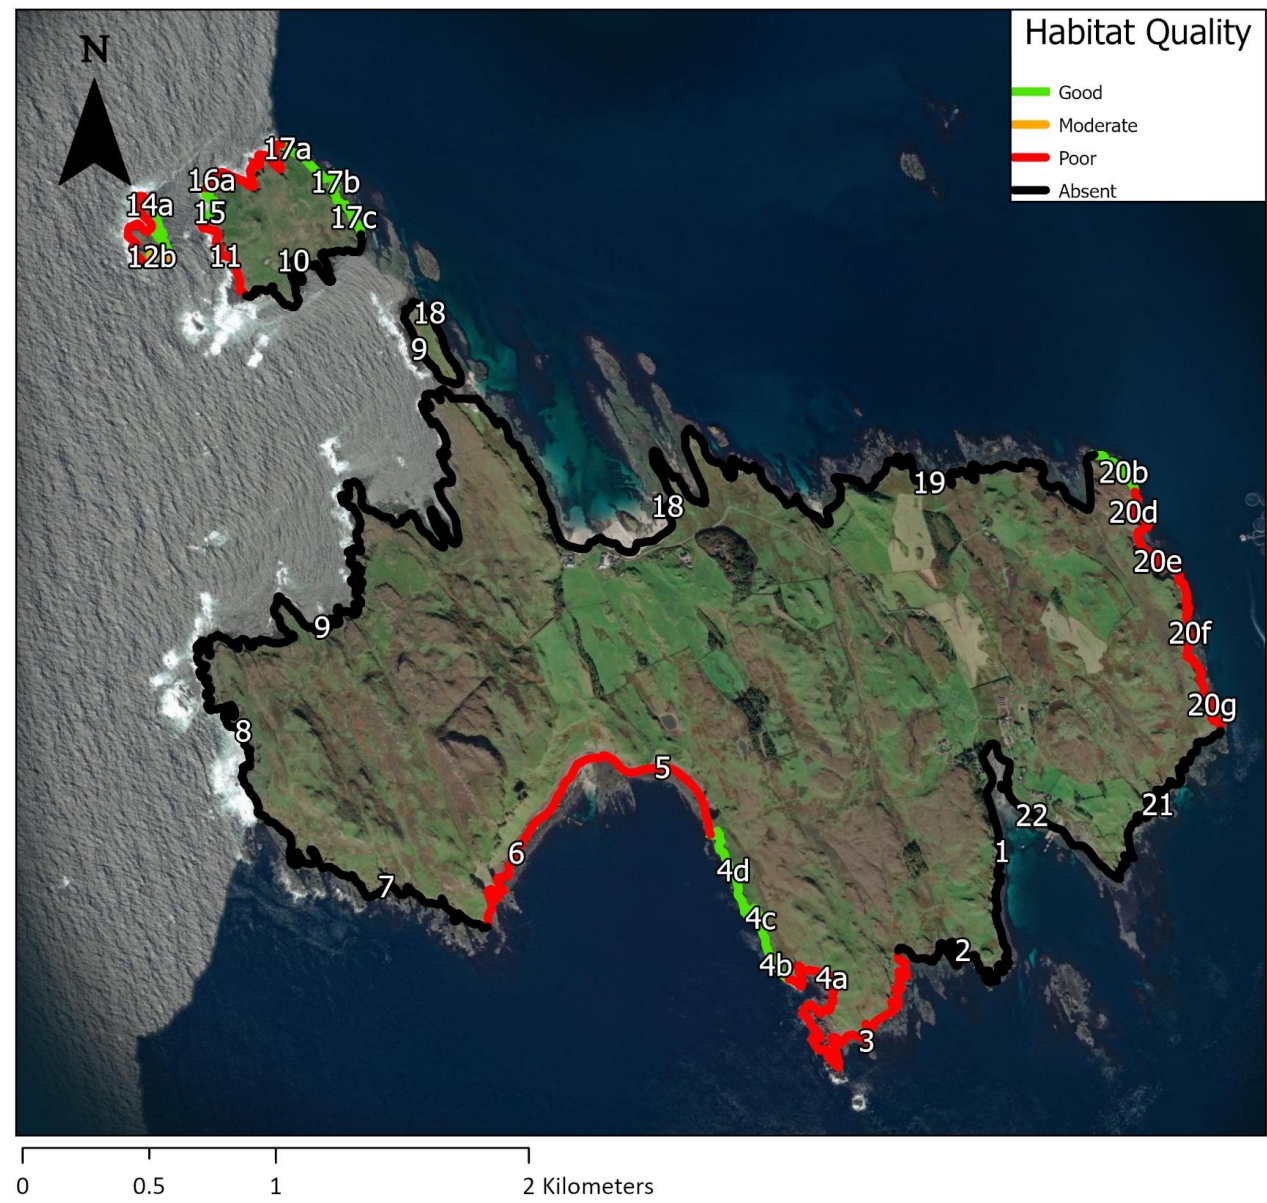 N
Habitat Quality
Good
Moderate
Poor
Absent
17a
16a
17b
14a
15
17c
12b
11
10
18
9
20b
19
18
20d
20e
9
20f
20g
8
5
21
22
6
1
4d
7
4c
2
4b
4a
3
0
0.5
1
2 Kilometers